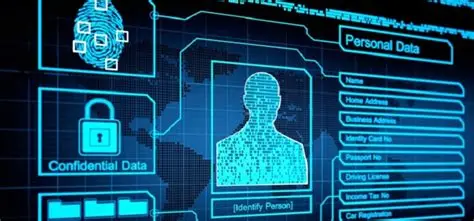 Personal Data
Name
Home Address
Business Address
Identity Card No
Passport No
Driving License
Income Tax No
Car Registration
Confidential Data
[Identify Person]